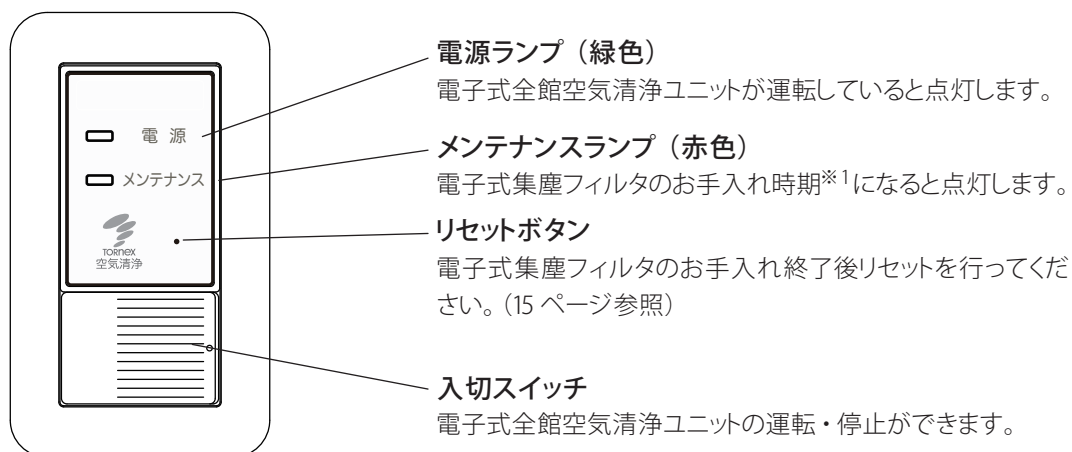 電源
メンテナンス
TORNEX
空気清浄
電源ランプ（緑色）
電子式全館空気清浄ユニットが運転していると点灯します。
メンテナンスランプ（赤色）
電子式集塵フィルタのお手入れ時期※1になると点灯します。
リセットボタン
電子式集塵フィルタのお手入れ終了後リセットを行ってくだ
さい。（15 ページ参照）
入切スイッチ
電子式全館空気清浄ユニットの運転・停止ができます。